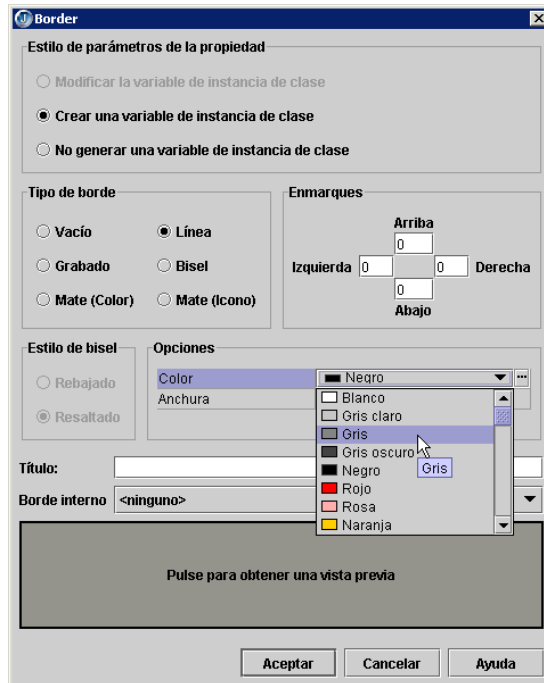 Border
Estilo de parámetros de la propiedad
Modificar la variable de instancia de clase
Crear una variable de instancia de clase
No generar una variable de instancia de clase
Tipo de borde
Vacío
Línea
Grabado
Bisel
Mate (Color)
Mate (Icono)
Enmarques
Arriba
0
Izquierda 0 0 Derecha
0
Abajo
Estilo de bisel
Rebajado
Resaltado
Opciones
Color Negro ...
Anchura
Blanco
Gris claro
Gris
Gris oscuro
Negro Gris
Rojo
Rosa
Naranja
Título:
Borde interno <ninguno>
Pulse para obtener una vista previa
Aceptar Cancelar Ayuda